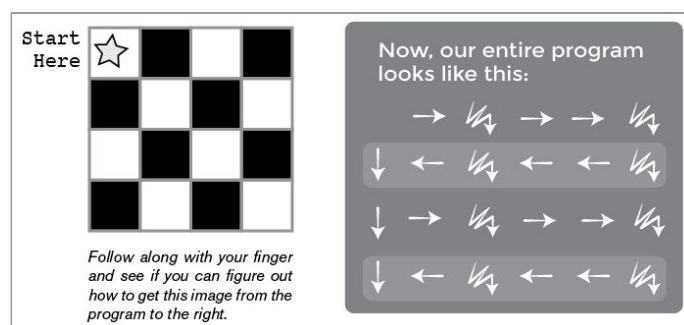 Start
Here
Now, our entire program
looks like this:
Follow along with your finger
and see if you can figure out
how to get this image from the
program to the right.